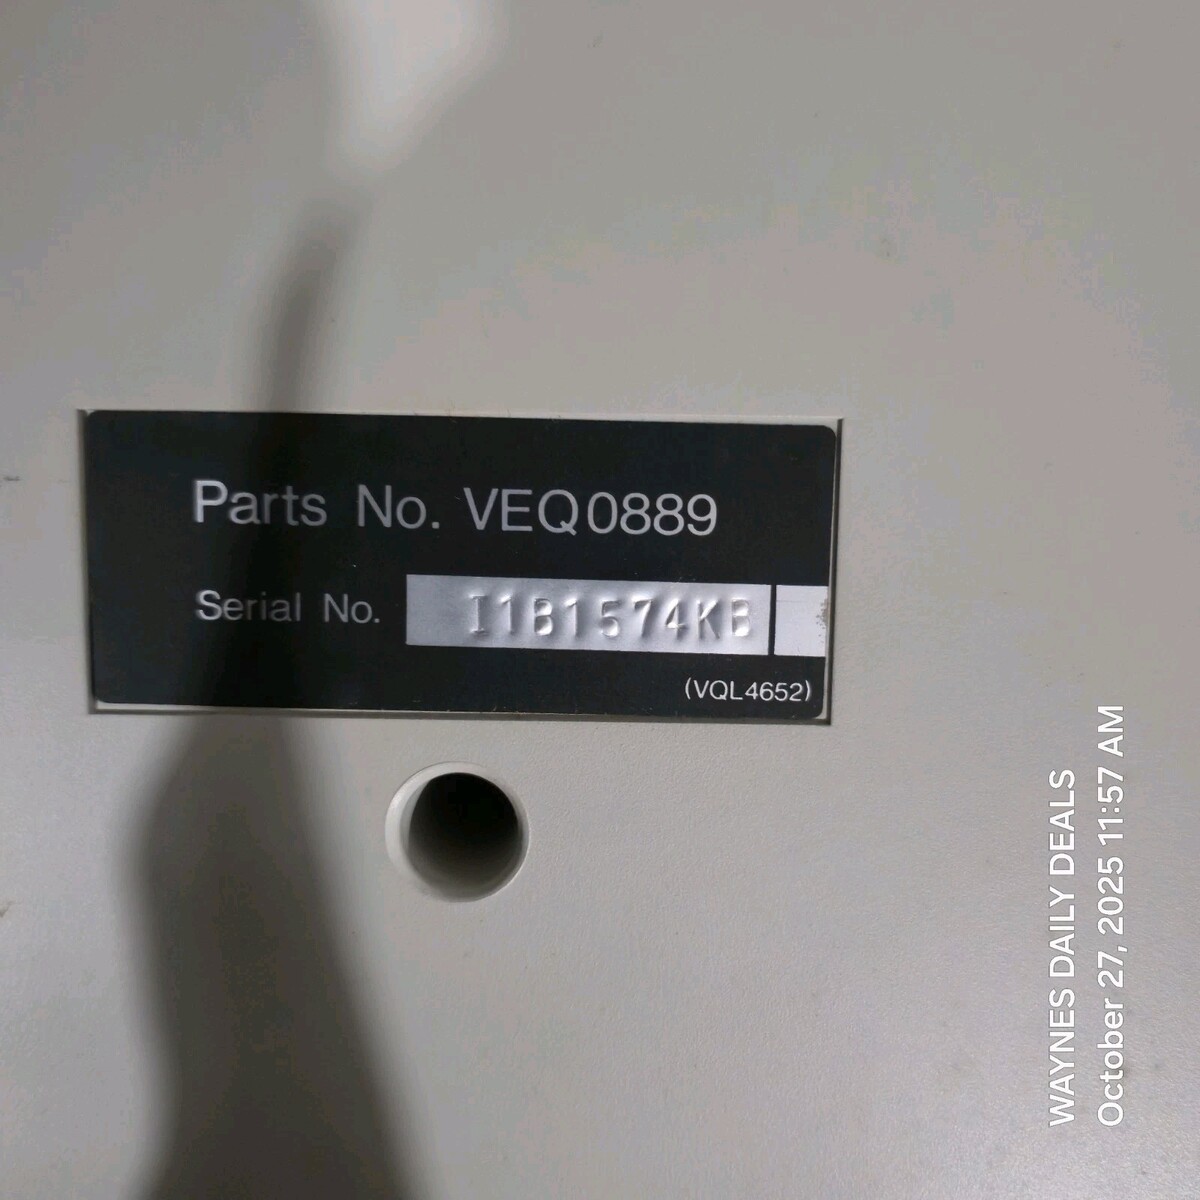 Parts No. VEQ0889
Serial No. I1B1574KB
(VQL4652)
WAYNES DAILY DEALS
October 27, 2025 11:57 AM